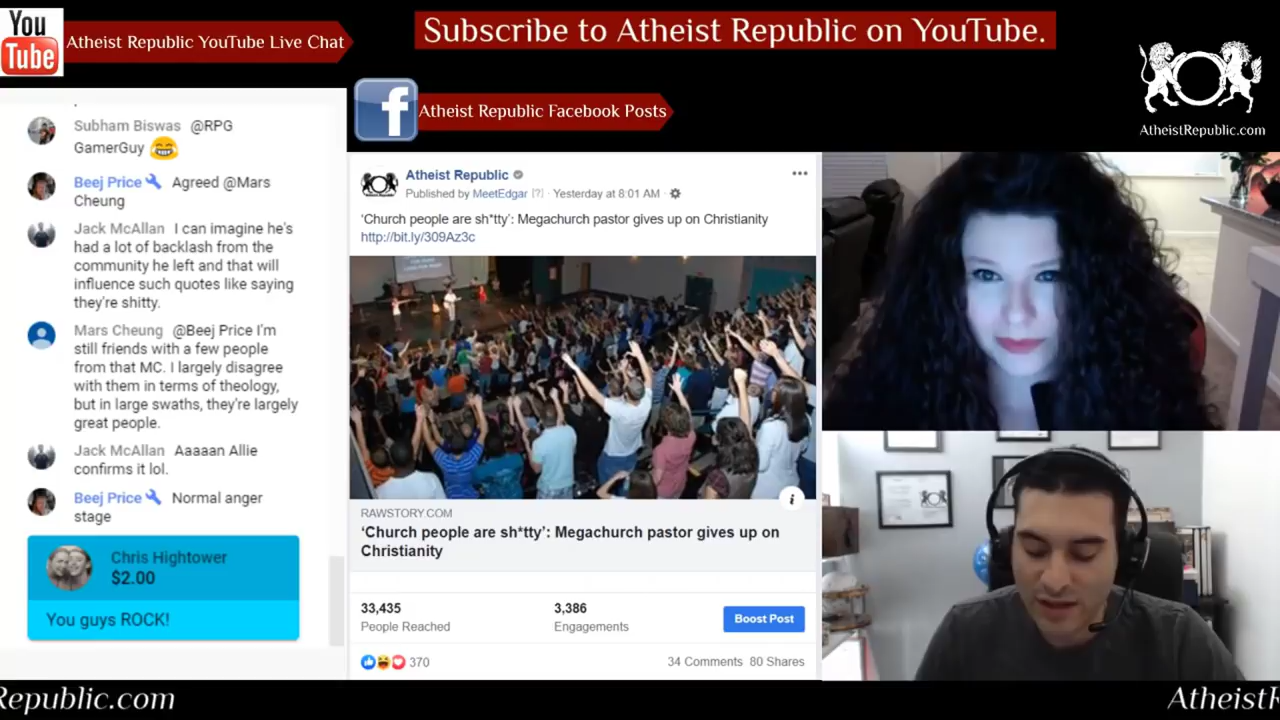 You
Tube
Atheist Republic YouTube Live Chat
Subscribe to Atheist Republic on YouTube.
Atheist Republic Facebook Posts
AtheistRepublic.com
Subham Biswas @RPG
GamerGuy 😂
Beej Price Agreed @Mars
Cheung
Jack McAllan I can imagine he's
had a lot of backlash from the
community he left and that will
influence such quotes like saying
they're shitty.
Mars Cheung @Beej Price I'm
still friends with a few people
from that MC. I largely disagree
with them in terms of theology,
but in large swaths, they're largely
great people.
Jack McAllan Aaaaan Allie
confirms it lol.
Beej Price Normal anger
stage
Chris Hightower
$2.00
You guys ROCK!
Atheist Republic
Published by MeetEdgar [?] · Yesterday at 8:01 AM ·
‘Church people are sh*tty’: Megachurch pastor gives up on Christianity
http://bit.ly/309Az3c
RAWSTORY.COM
‘Church people are sh*tty’: Megachurch pastor gives up on
Christianity
33,435
People Reached
3,386
Engagements
Boost Post
370
34 Comments 80 Shares
Republic.com
AtheistR